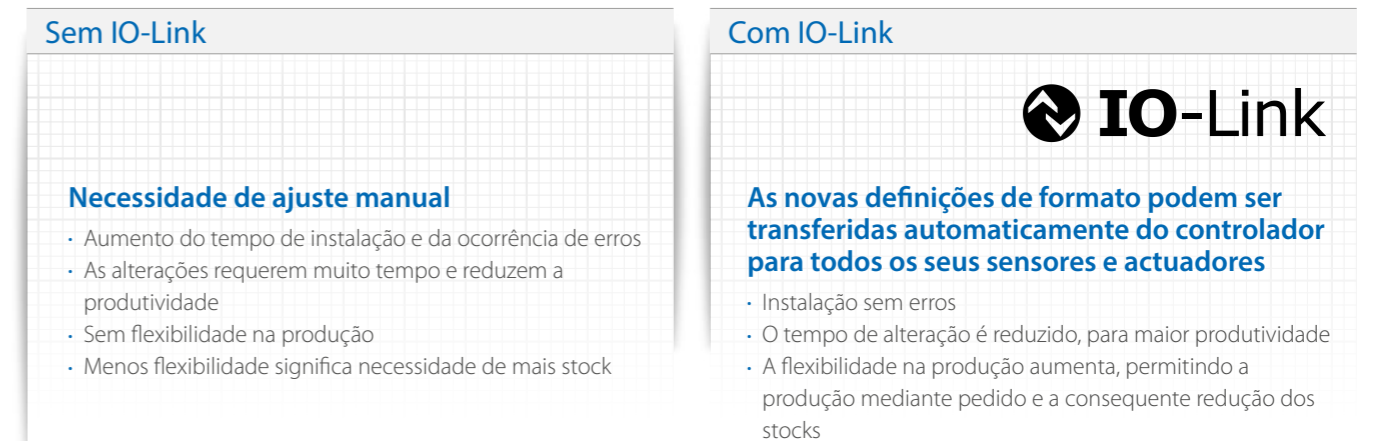 Sem IO-Link
Necessidade de ajuste manual
· Aumento do tempo de instalação e da ocorrência de erros
· As alterações requerem muito tempo e reduzem a
produtividade
· Sem flexibilidade na produção
· Menos flexibilidade significa necessidade de mais stock
Com IO-Link
IO-Link
As novas definições de formato podem ser
transferidas automaticamente do controlador
para todos os seus sensores e actuadores
· Instalação sem erros
· O tempo de alteração é reduzido, para maior produtividade
· A flexibilidade na produção aumenta, permitindo a
produção mediante pedido e a consequente redução dos
stocks